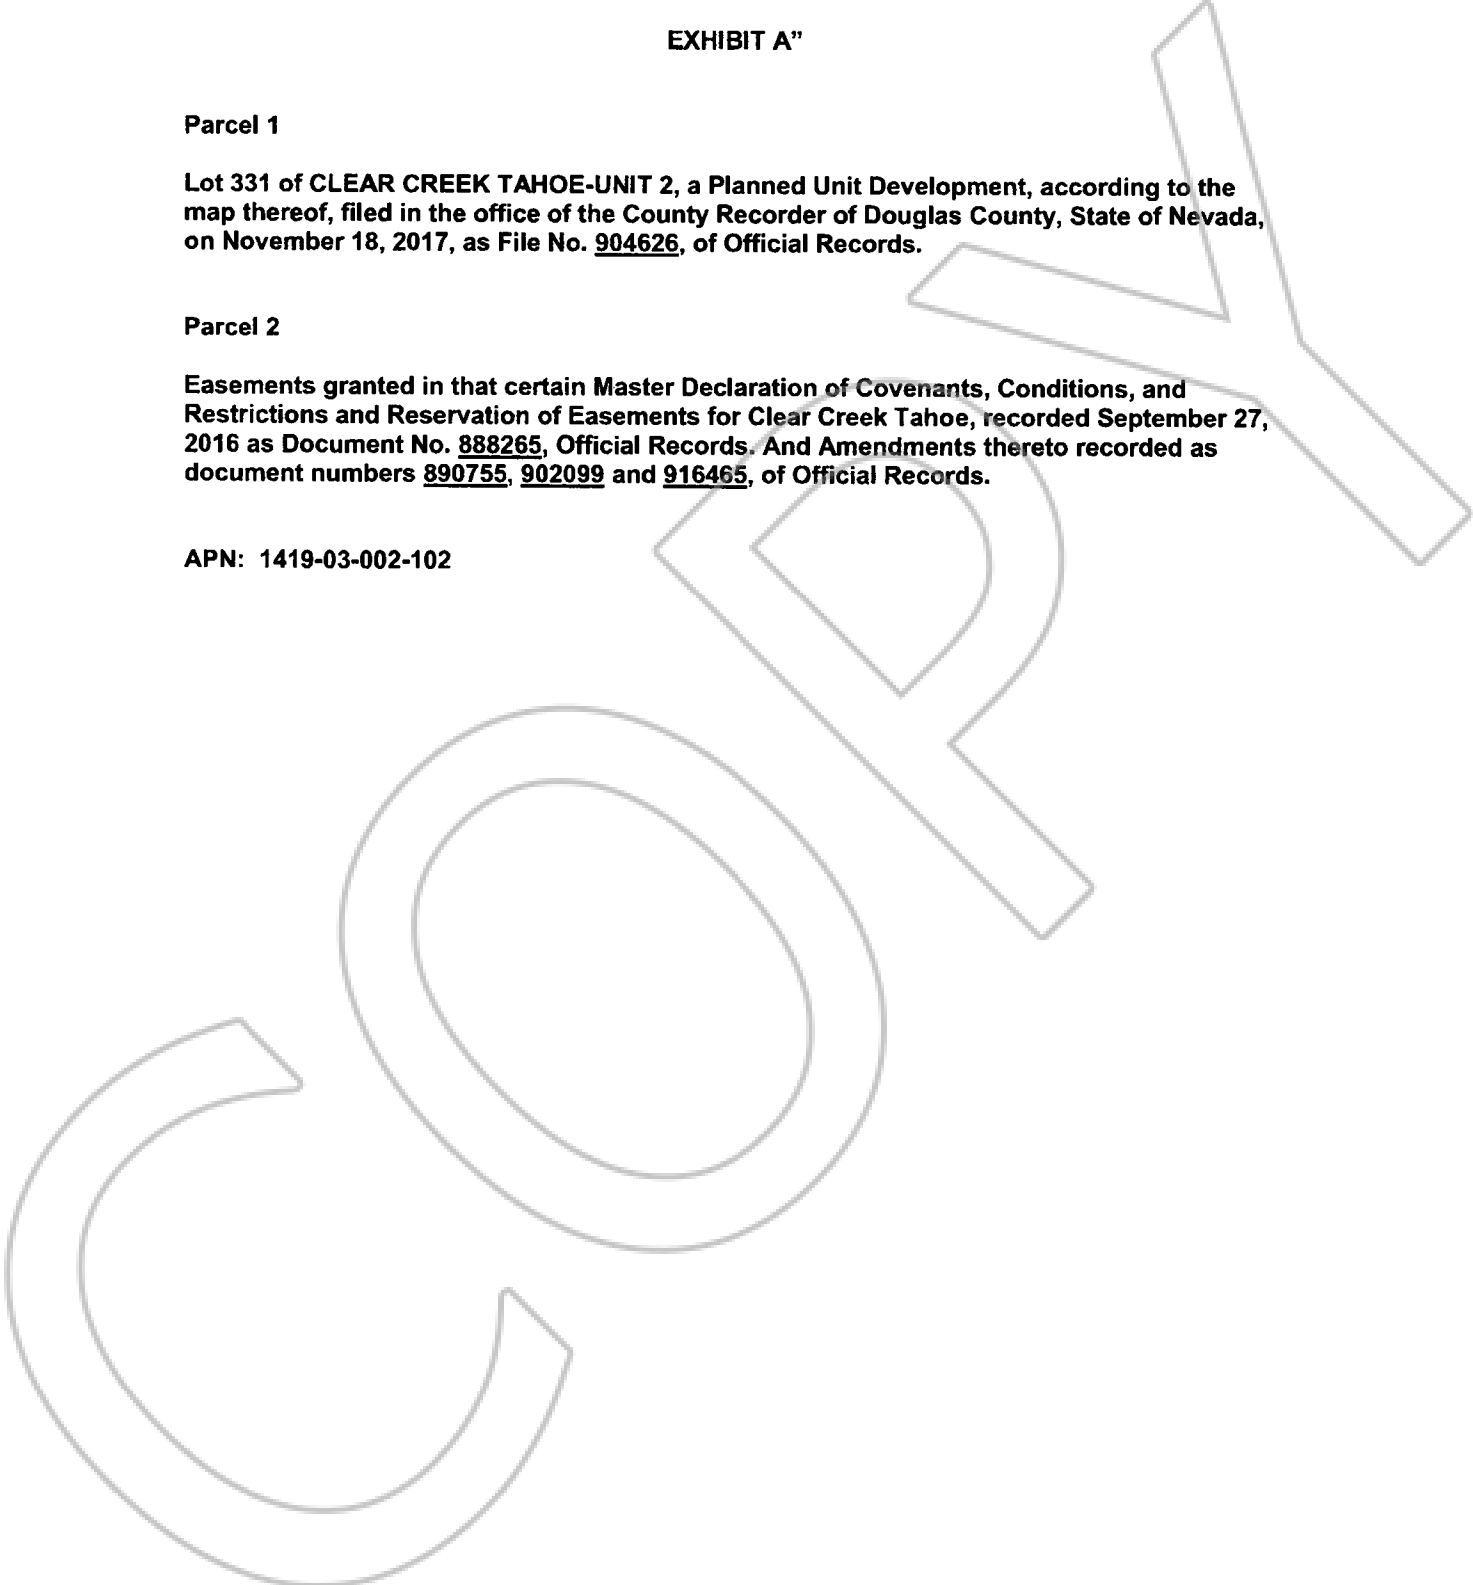 EXHIBIT A”
Parcel 1
Lot 331 of CLEAR CREEK TAHOE-UNIT 2, a Planned Unit Development, according to the
map thereof, filed in the office of the County Recorder of Douglas County, State of Nevada,
on November 18, 2017, as File No. 904626, of Official Records.
Parcel 2
Easements granted in that certain Master Declaration of Covenants, Conditions, and
Restrictions and Reservation of Easements for Clear Creek Tahoe, recorded September 27,
2016 as Document No. 888265, Official Records. And Amendments thereto recorded as
document numbers 890755, 902099 and 916465, of Official Records.
APN: 1419-03-002-102
COPY